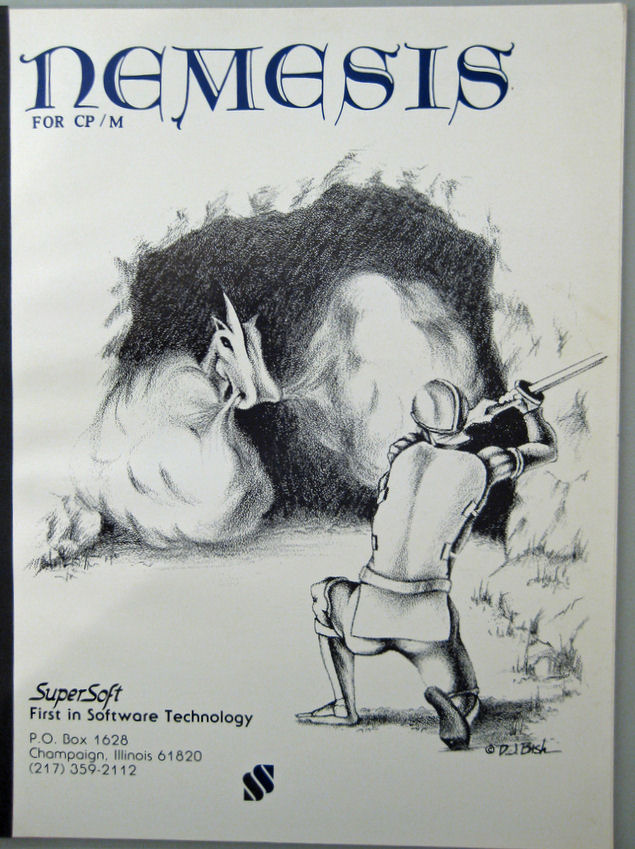 NEMESIS
FOR CP/M
SuperSoft
First in Software Technology
P.O. Box 1628
Champaign, Illinois 61820
(217) 359-2112
© D.J. Bish